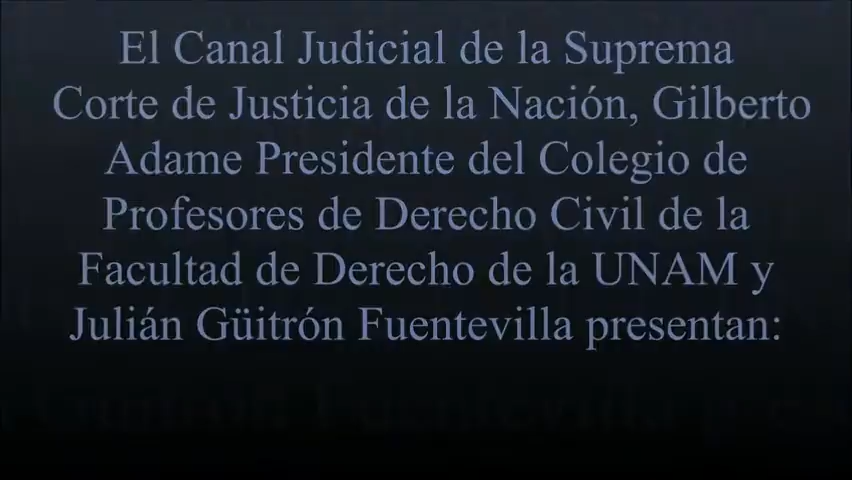 El Canal Judicial de la Suprema
Corte de Justicia de la Nación, Gilberto
Adame Presidente del Colegio de
Profesores de Derecho Civil de la
Facultad de Derecho de la UNAM y
Julián Güitrón Fuentevilla presentan: